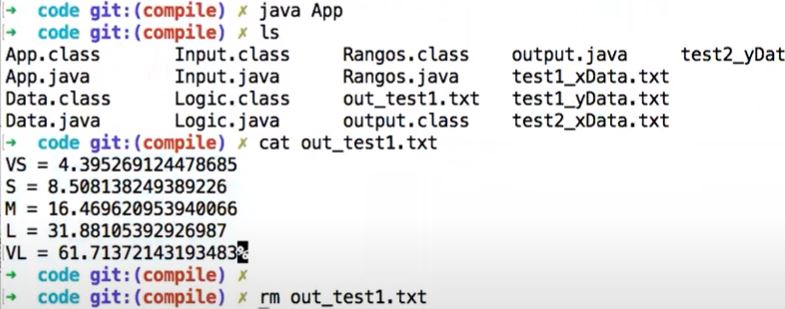 → code git:(compile) ✗ java App
→ code git:(compile) ✗ ls
App.class Input.class Rangos.class output.java test2_yDat
App.java Input.java Rangos.java test1_xData.txt
Data.class Logic.class out_test1.txt test1_yData.txt
Data.java Logic.java output.class test2_xData.txt
→ code git:(compile) ✗ cat out_test1.txt
VS = 4.395269124478685
S = 8.508138249389226
M = 16.469620953940066
L = 31.88105392926987
VL = 61.71372143193483%
→ code git:(compile) ✗
→ code git:(compile) ✗ rm out_test1.txt